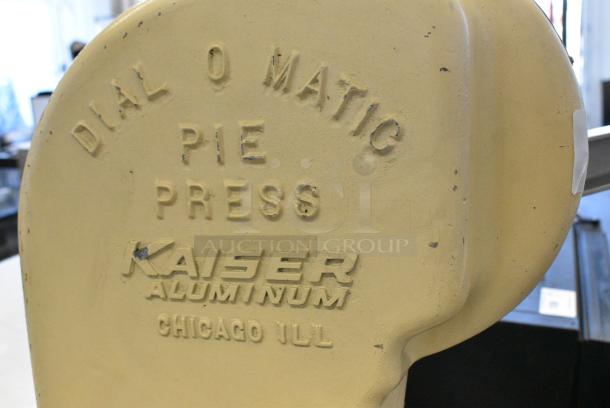 DIAL O MATIC
PIE
PRESS
KAISER
ALUMINUM
CHICAGO ILL
AUCTION GROUP